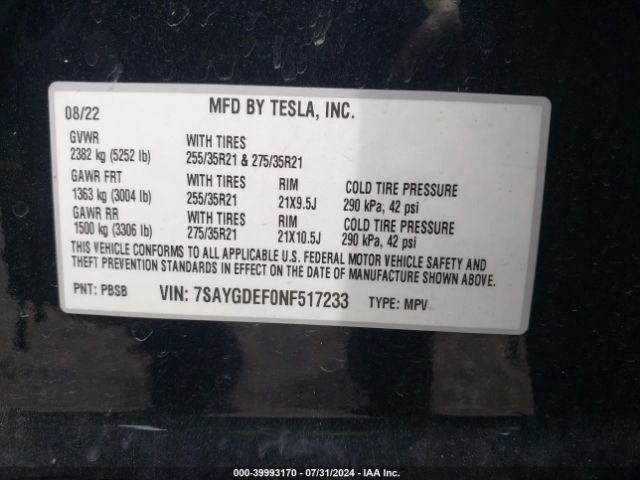 08/22 MFD BY TESLA, INC.
GVWR WITH TIRES
2382 kg (5252 lb) 255/35R21 & 275/35R21
GAWR FRT WITH TIRES RIM COLD TIRE PRESSURE
1363 kg (3004 lb) 255/35R21 21X9.5J 290 kPa, 42 psi
GAWR RR WITH TIRES RIM COLD TIRE PRESSURE
1500 kg (3306 lb) 275/35R21 21X10.5J 290 kPa, 42 psi
THIS VEHICLE CONFORMS TO ALL APPLICABLE U.S. FEDERAL MOTOR VEHICLE SAFETY AND
THEFT PREVENTION STANDARDS IN EFFECT ON THE DATE OF MANUFACTURE SHOWN ABOVE.
PNT: PBSB VIN: 7SAYGDEF0NF517233 TYPE: MPV
000-39993170 - 07/31/2024 - IAA Inc.